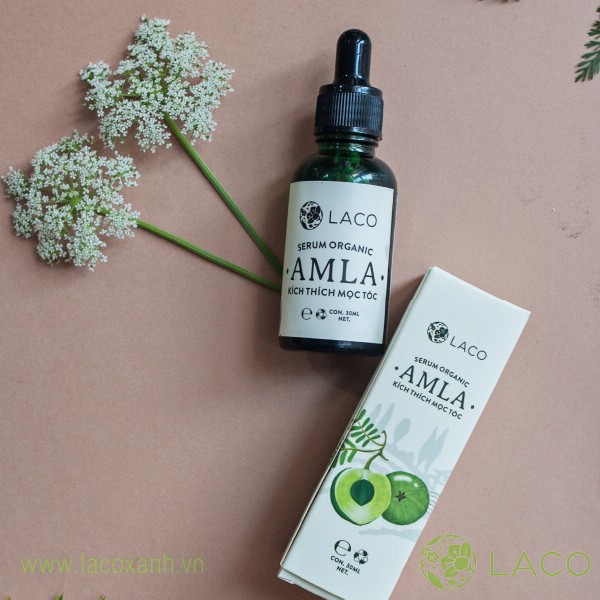 LACO
SERUM ORGANIC
AMLA
KÍCH THÍCH MỌC TÓC
CON. 30ML
NET.
LACO
SERUM ORGANIC
AMLA
KÍCH THÍCH MỌC TÓC
CON. 30ML
NET.
www.lacoxanh.vn
LACO